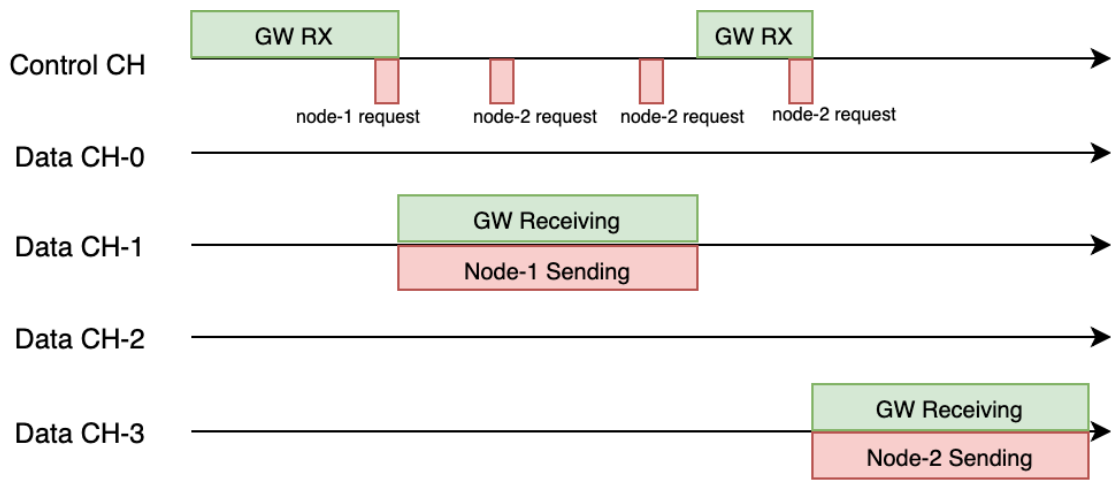 GW RX
GW RX
Control CH
node-1 request
node-2 request
node-2 request
node-2 request
Data CH-0
GW Receiving
Data CH-1
Node-1 Sending
Data CH-2
GW Receiving
Data CH-3
Node-2 Sending